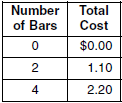 Number of Bars | Total Cost
0 | $0.00
2 | 1.10
4 | 2.20